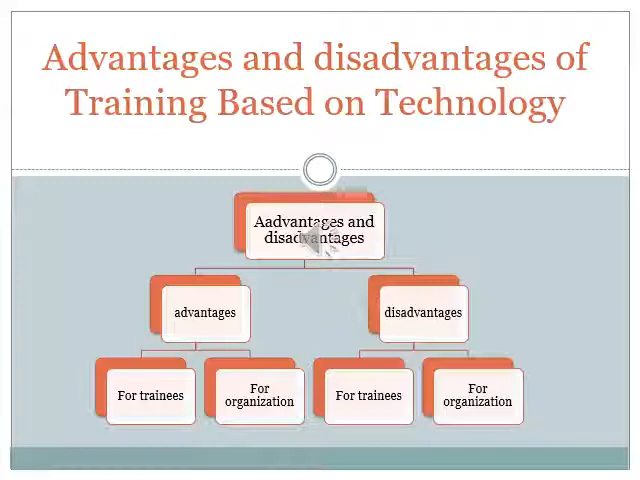 Advantages and disadvantages of
Training Based on Technology
Aadvantages and
disadvantages
advantages
disadvantages
For trainees
For
organization
For trainees
For
organization